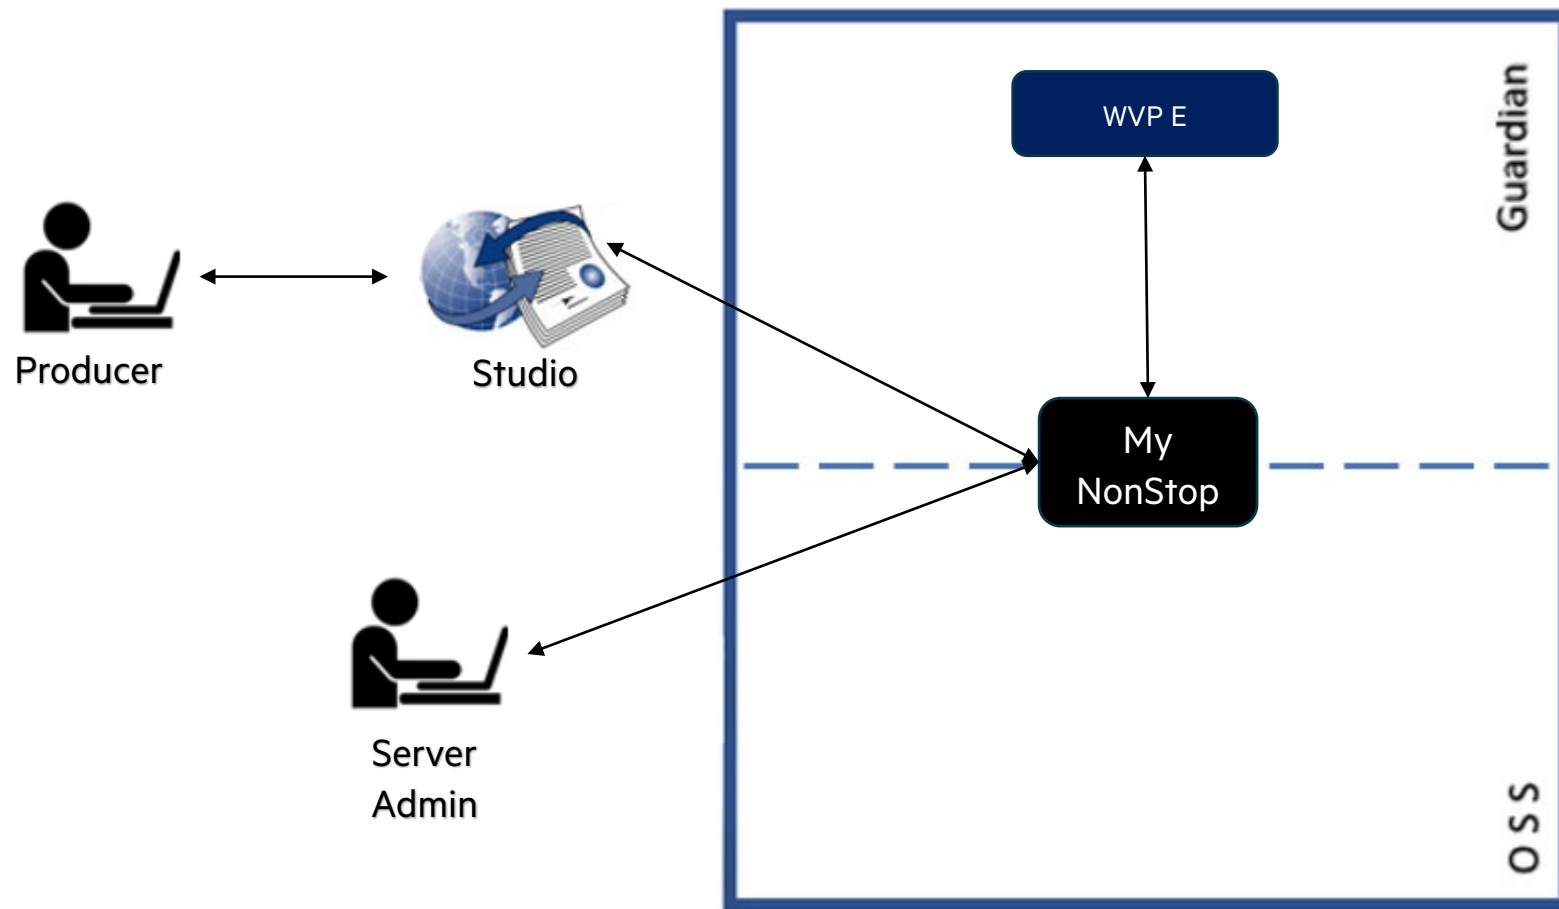 WVP E
Guardian
Producer
Studio
My
NonStop
Server
Admin
OSS